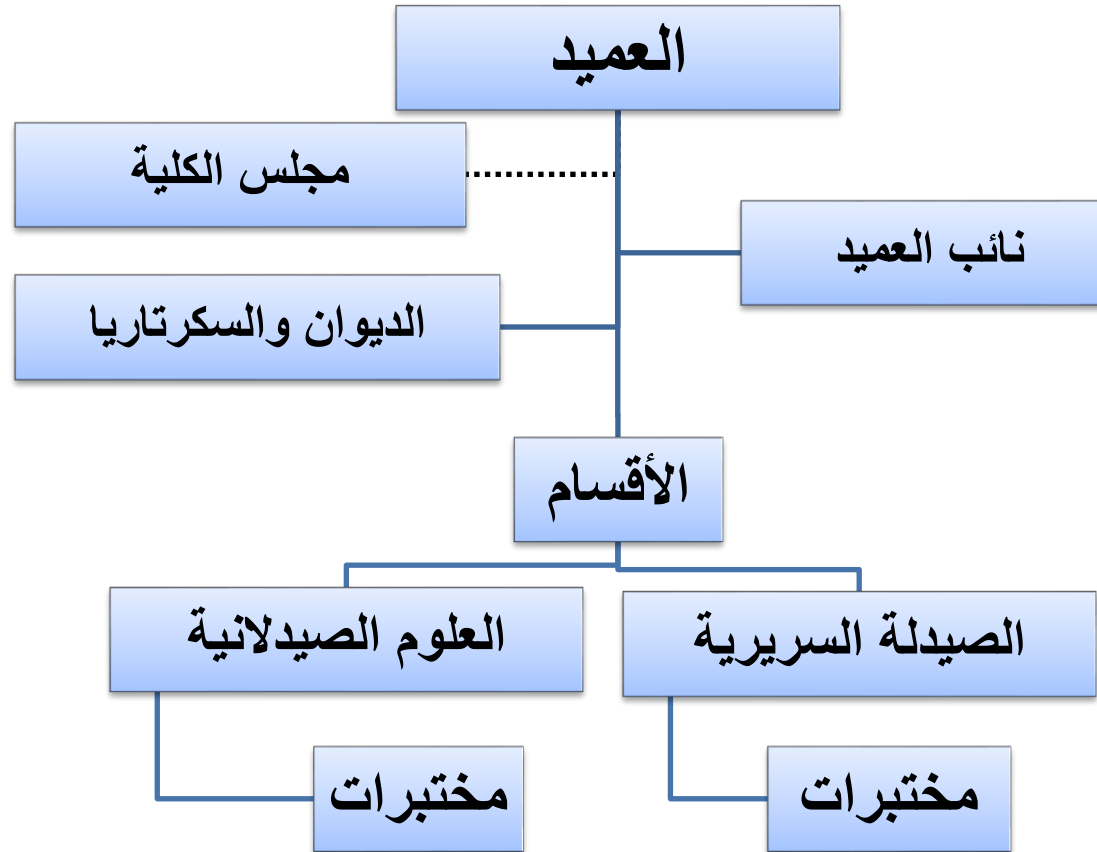 العميد
مجلس الكلية
نائب العميد
الديوان والسكرتاريا
الأقسام
الصيدلة السريرية
العلوم الصيدلانية
مختبرات
مختبرات